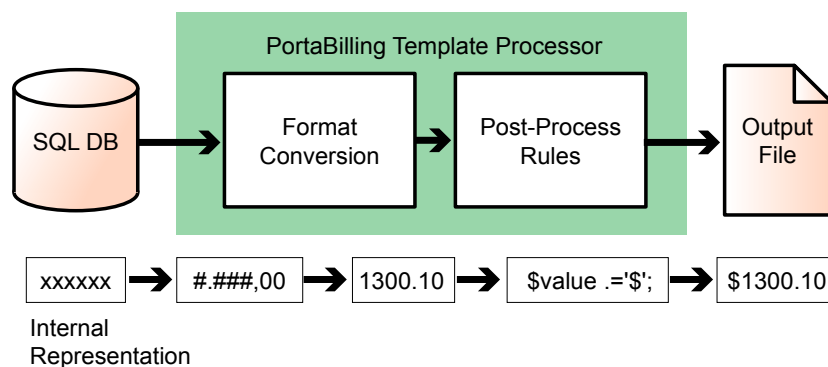 PortaBilling Template Processor
SQL DB
Format
Conversion
Post-Process
Rules
Output
File
xxxxxx
#.###,00
1300.10
$value .='$';
$1300.10
Internal
Representation